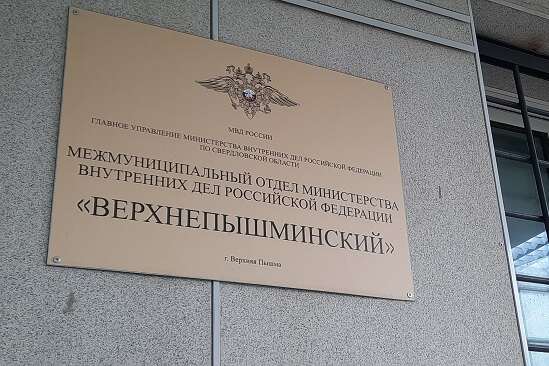 МВД РОССИИ
ГЛАВНОЕ УПРАВЛЕНИЕ МИНИСТЕРСТВА ВНУТРЕННИХ ДЕЛ РОССИЙСКОЙ ФЕДЕРАЦИИ
ПО СВЕРДЛОВСКОЙ ОБЛАСТИ
МЕЖМУНИЦИПАЛЬНЫЙ ОТДЕЛ МИНИСТЕРСТВА
ВНУТРЕННИХ ДЕЛ РОССИЙСКОЙ ФЕДЕРАЦИИ
«ВЕРХНЕПЫШМИНСКИЙ»
г. Верхняя Пышма